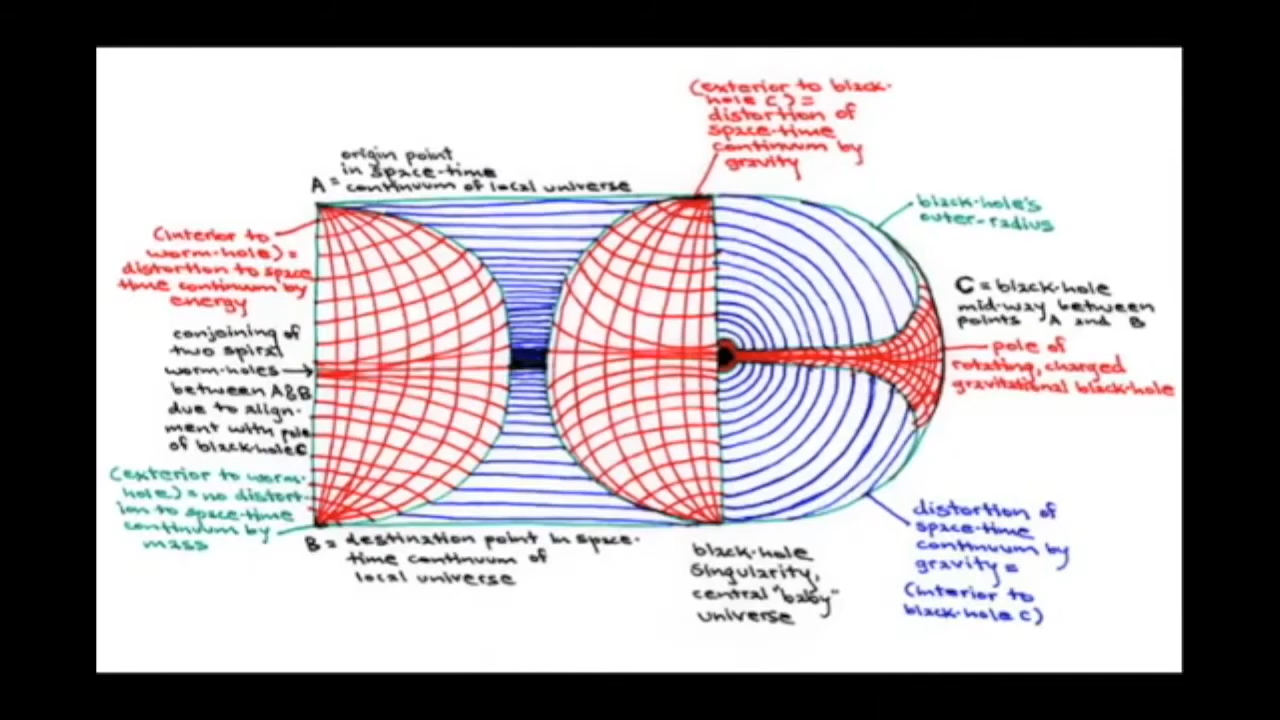 (exterior to black-
hole C) =
distortion of
space-time
continuum by
gravity
origin point
in space-time
A = continuum of local universe
black-hole's
outer-radius
(interior to
worm-hole) =
distortion to space
time continuum by
energy
C = black-hole
mid-way between
points A and B
conjoining of
two spiral
worm-holes →
between A&B
due to align-
ment with pole
of black-hole C
pole of
rotating, charged
gravitational black-hole
(exterior to worm-
hole) = no distort-
ion to space-time
continuum by
mass
B = destination point in space-
time continuum of
local universe
black-hole
singularity,
central "baby"
universe
distortion of
space-time
continuum by
gravity =
(interior to
black-hole C)